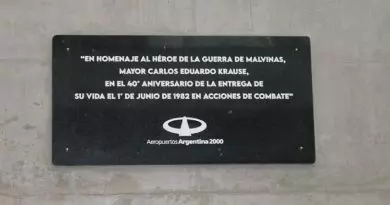 "EN HOMENAJE AL HÉROE DE LA GUERRA DE MALVINAS,
MAYOR CARLOS EDUARDO KRAUSE,
EN EL 40° ANIVERSARIO DE LA ENTREGA DE
SU VIDA EL 1° DE JUNIO DE 1982 EN ACCIONES DE COMBATE"
Aeropuertos Argentina 2000